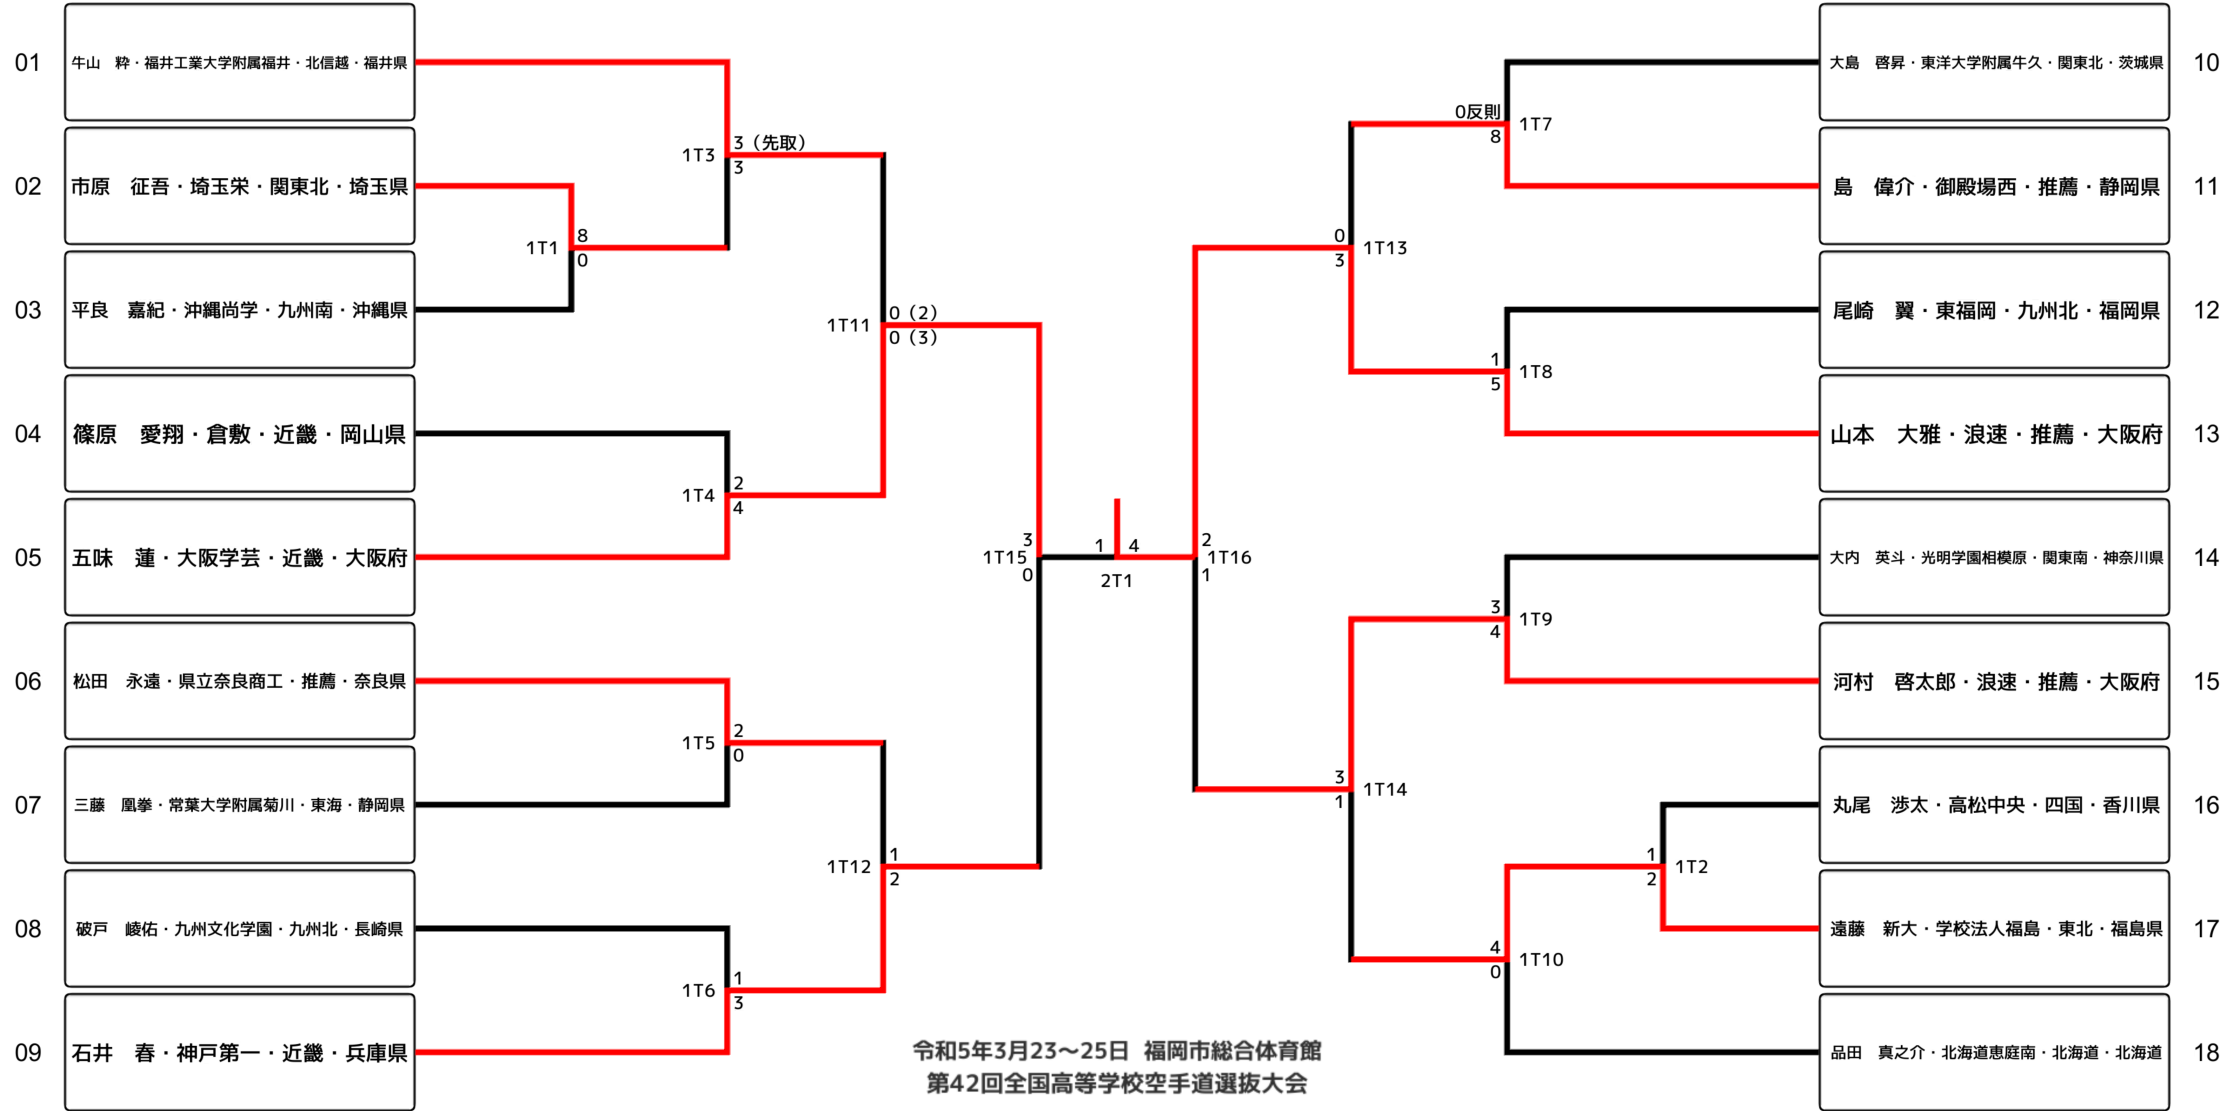 01
牛山　粋・福井工業大学附属福井・北信越・福井県
02
市原　征吾・埼玉栄・関東北・埼玉県
03
平良　嘉紀・沖縄尚学・九州南・沖縄県
04
篠原　愛翔・倉敷・近畿・岡山県
05
五味　蓮・大阪学芸・近畿・大阪府
06
松田　永遠・県立奈良商工・推薦・奈良県
07
三藤　凰拳・常葉大学附属菊川・東海・静岡県
08
破戸　崚佑・九州文化学園・九州北・長崎県
09
石井　春・神戸第一・近畿・兵庫県
1T1
8
0
1T3
3（先取）
3
1T4
2
4
1T5
2
0
1T6
1
3
1T11
0（2）
0（3）
1T12
1
2
1T15
3
0
1 4
2T1
2
1T16
1
0
1T13
3
3
1T14
1
0反則
1T7
8
1
1T8
5
3
1T9
4
4
1T10
0
1
1T2
2
大島　啓昇・東洋大学附属牛久・関東北・茨城県
10
島　偉介・御殿場西・推薦・静岡県
11
尾崎　翼・東福岡・九州北・福岡県
12
山本　大雅・浪速・推薦・大阪府
13
大内　英斗・光明学園相模原・関東南・神奈川県
14
河村　啓太郎・浪速・推薦・大阪府
15
丸尾　渉太・高松中央・四国・香川県
16
遠藤　新大・学校法人福島・東北・福島県
17
品田　真之介・北海道恵庭南・北海道・北海道
18
令和5年3月23〜25日 福岡市総合体育館
第42回全国高等学校空手道選抜大会